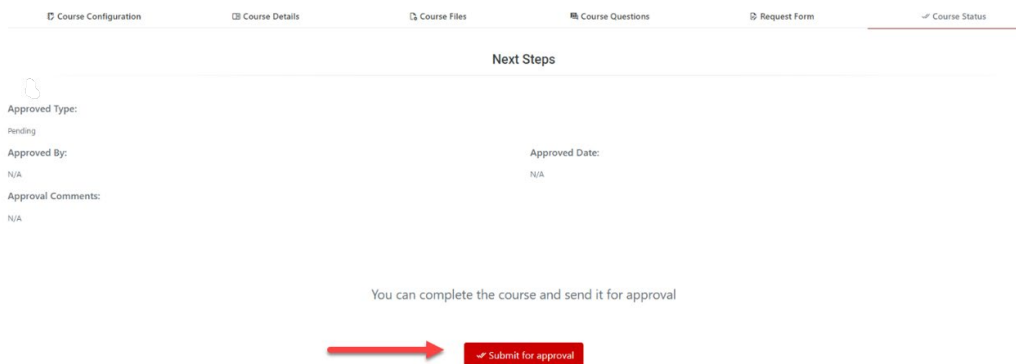 Course Configuration Course Details Course Files Course Questions Request Form Course Status
Next Steps
Approved Type:
Pending
Approved By: Approved Date:
N/A N/A
Approval Comments:
N/A
You can complete the course and send it for approval
Submit for approval